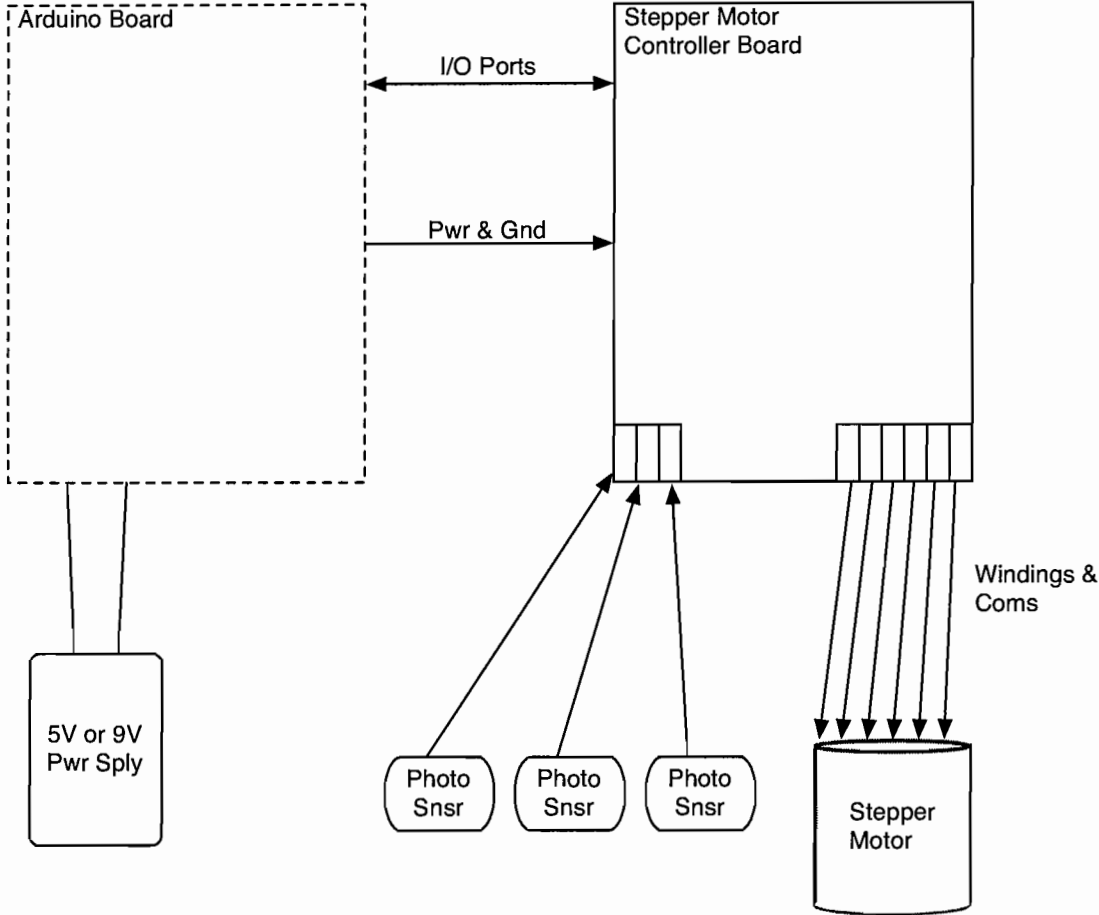 Arduino Board
Stepper Motor
Controller Board
I/O Ports
Pwr & Gnd
Windings &
Coms
5V or 9V
Pwr Sply
Photo
Snsr
Photo
Snsr
Photo
Snsr
Stepper
Motor